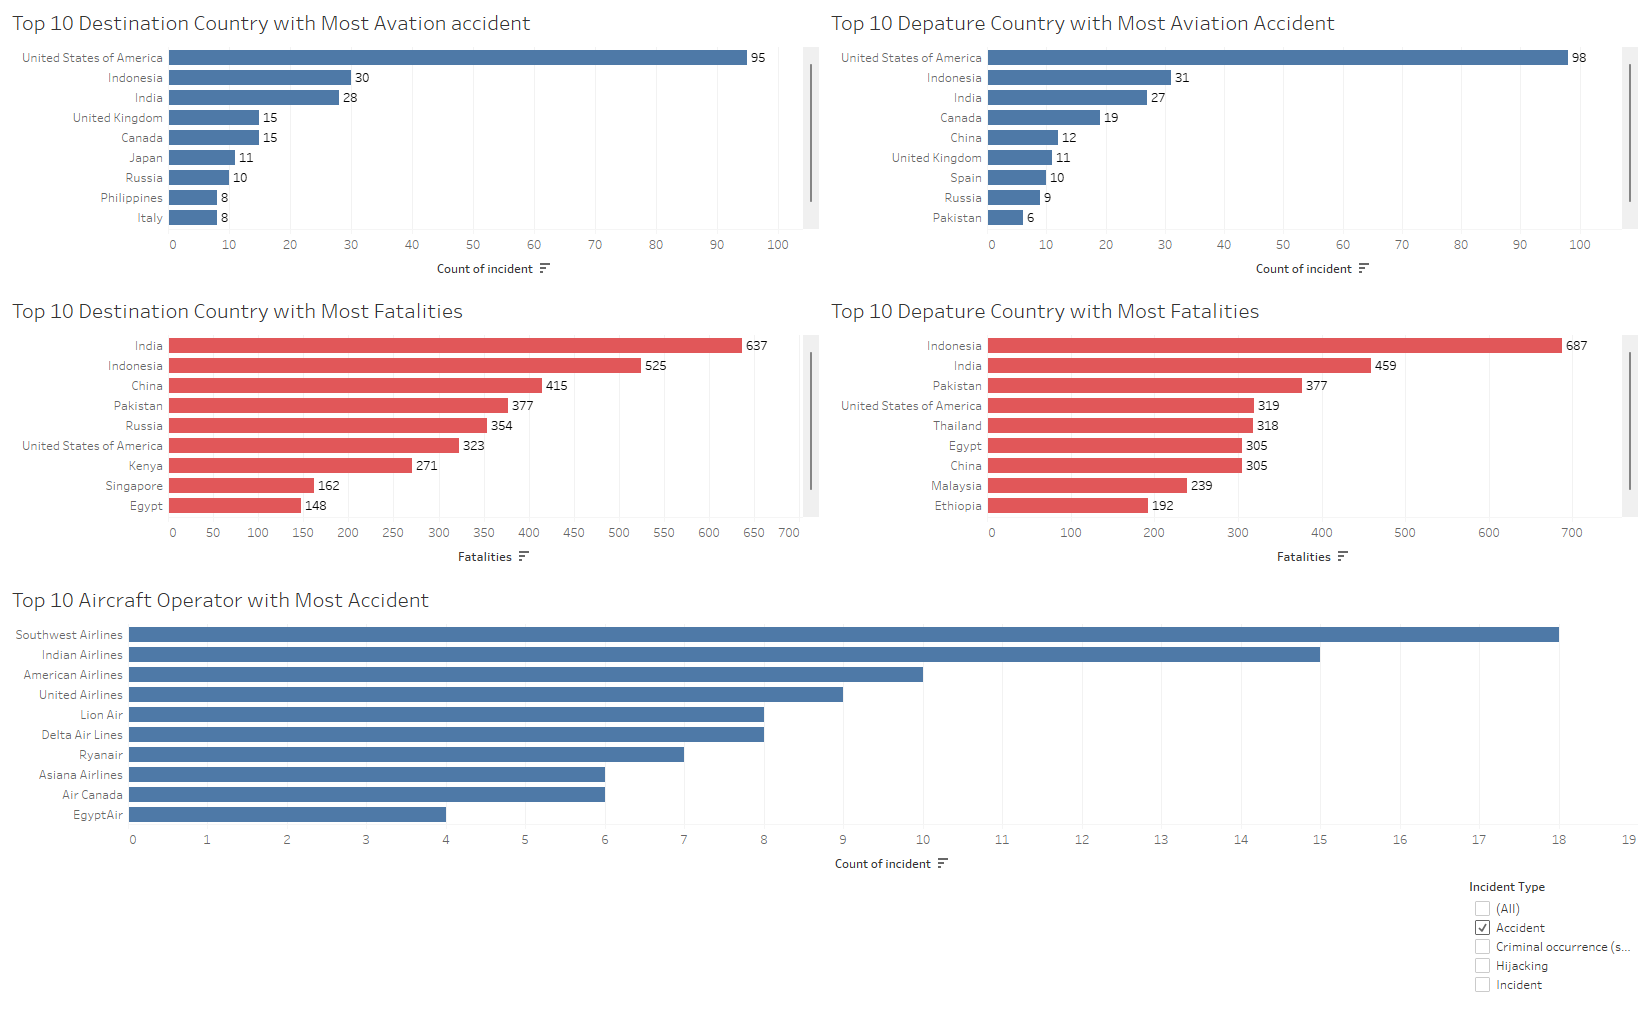 Top 10 Destination Country with Most Avation accident
United States of America 95
Indonesia 30
India 28
United Kingdom 15
Canada 15
Japan 11
Russia 10
Philippines 8
Italy 8
0 10 20 30 40 50 60 70 80 90 100
Count of incident
Top 10 Depature Country with Most Aviation Accident
United States of America 98
Indonesia 31
India 27
Canada 19
China 12
United Kingdom 11
Spain 10
Russia 9
Pakistan 6
0 10 20 30 40 50 60 70 80 90 100
Count of incident
Top 10 Destination Country with Most Fatalities
India 637
Indonesia 525
China 415
Pakistan 377
Russia 354
United States of America 323
Kenya 271
Singapore 162
Egypt 148
0 50 100 150 200 250 300 350 400 450 500 550 600 650 700
Fatalities
Top 10 Depature Country with Most Fatalities
Indonesia 687
India 459
Pakistan 377
United States of America 319
Thailand 318
Egypt 305
China 305
Malaysia 239
Ethiopia 192
0 100 200 300 400 500 600 700
Fatalities
Top 10 Aircraft Operator with Most Accident
Southwest Airlines
Indian Airlines
American Airlines
United Airlines
Lion Air
Delta Air Lines
Ryanair
Asiana Airlines
Air Canada
EgyptAir
0 1 2 3 4 5 6 7 8 9 10 11 12 13 14 15 16 17 18 19
Count of incident
Incident Type
(All)
Accident
Criminal occurrence (s...
Hijacking
Incident